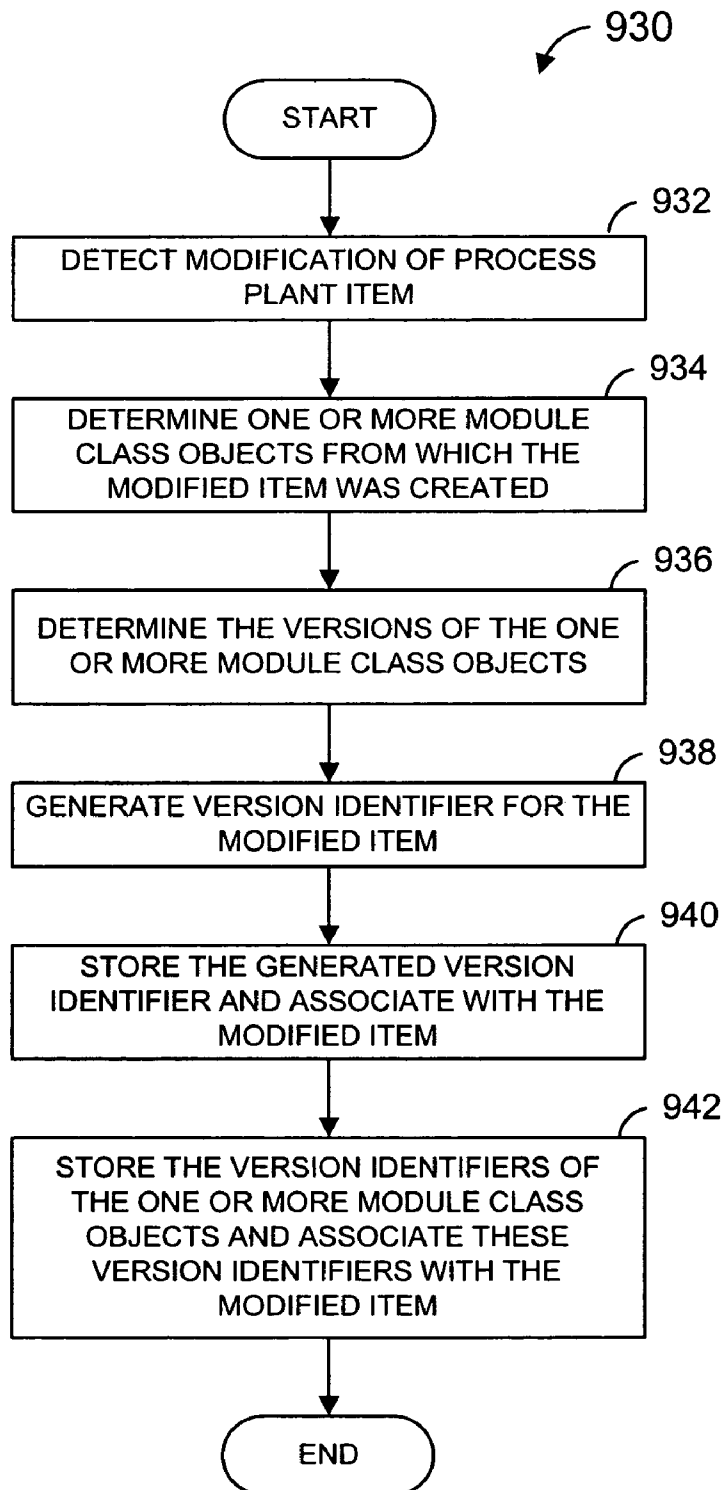 930
START
932
DETECT MODIFICATION OF PROCESS
PLANT ITEM
934
DETERMINE ONE OR MORE MODULE
CLASS OBJECTS FROM WHICH THE
MODIFIED ITEM WAS CREATED
936
DETERMINE THE VERSIONS OF THE ONE
OR MORE MODULE CLASS OBJECTS
938
GENERATE VERSION IDENTIFIER FOR THE
MODIFIED ITEM
940
STORE THE GENERATED VERSION
IDENTIFIER AND ASSOCIATE WITH THE
MODIFIED ITEM
942
STORE THE VERSION IDENTIFIERS OF
THE ONE OR MORE MODULE CLASS
OBJECTS AND ASSOCIATE THESE
VERSION IDENTIFIERS WITH THE
MODIFIED ITEM
END